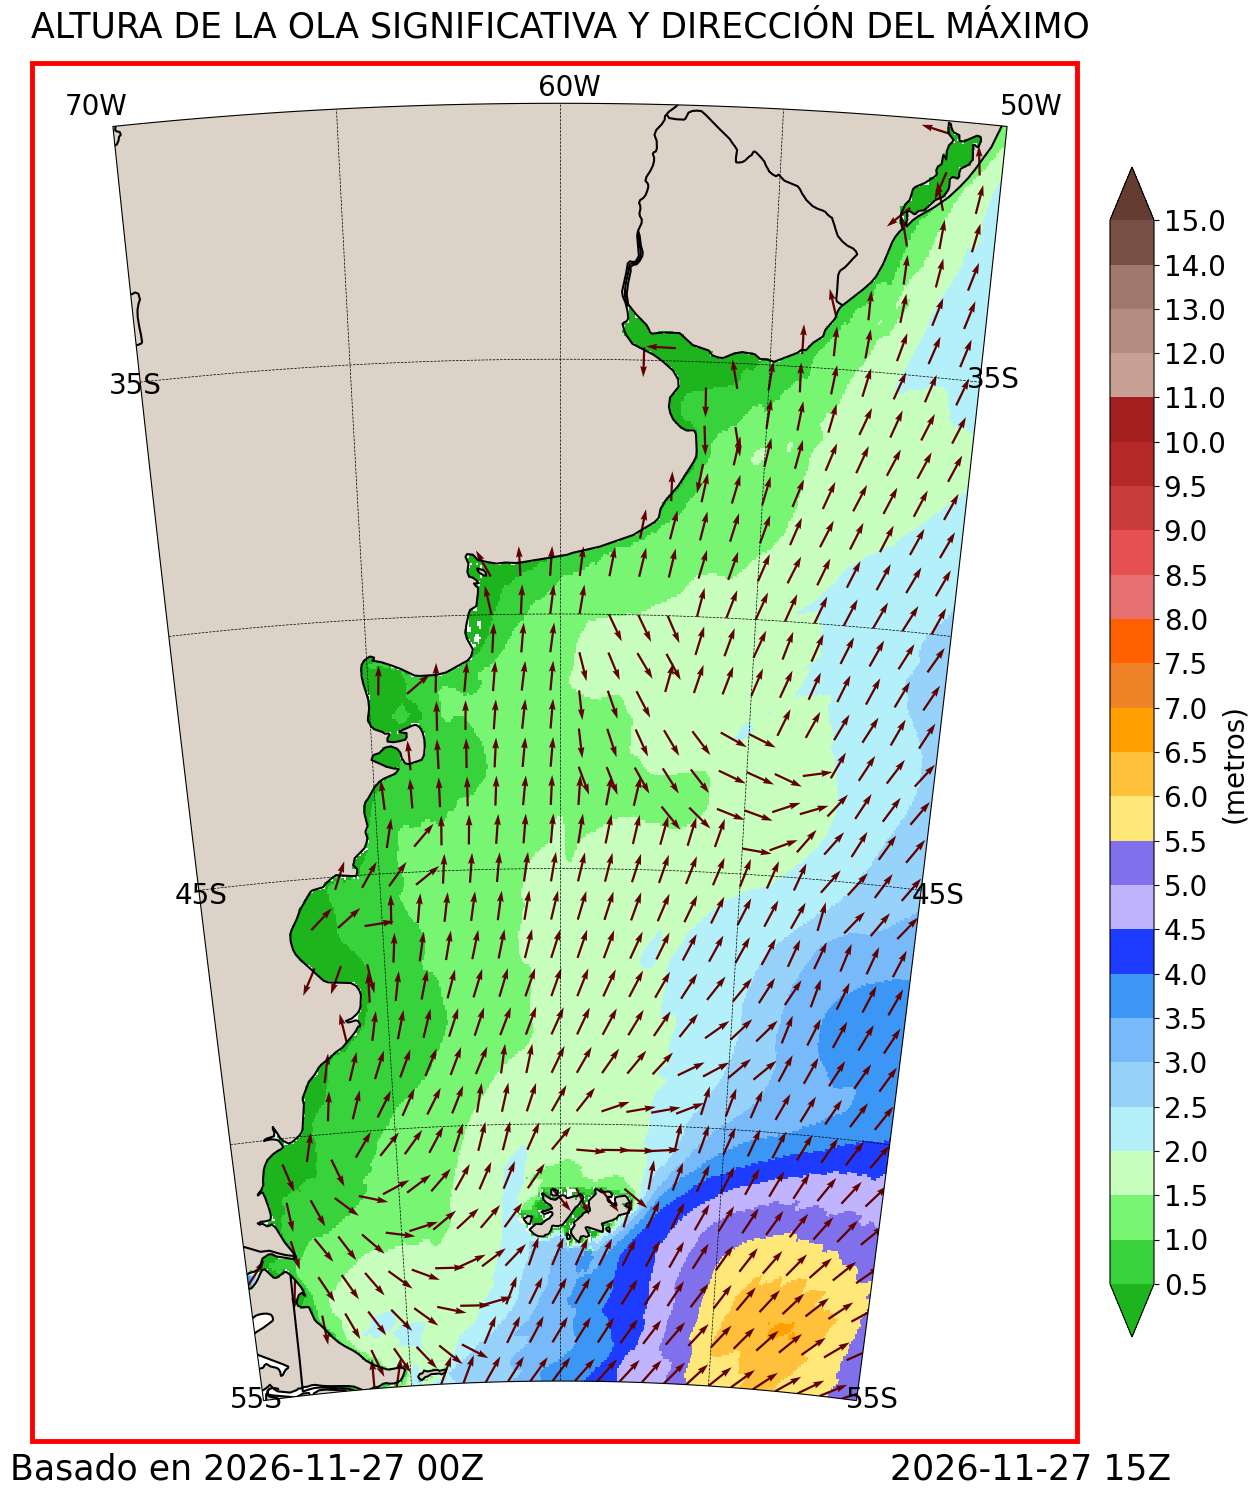 ALTURA DE LA OLA SIGNIFICATIVA Y DIRECCIÓN DEL MÁXIMO
70W
60W
50W
35S
35S
45S
45S
55S
55S
15.0
14.0
13.0
12.0
11.0
10.0
9.5
9.0
8.5
8.0
7.5
7.0
6.5
6.0
5.5
5.0
4.5
4.0
3.5
3.0
2.5
2.0
1.5
1.0
0.5
(metros)
Basado en 2026-11-27 00Z
2026-11-27 15Z